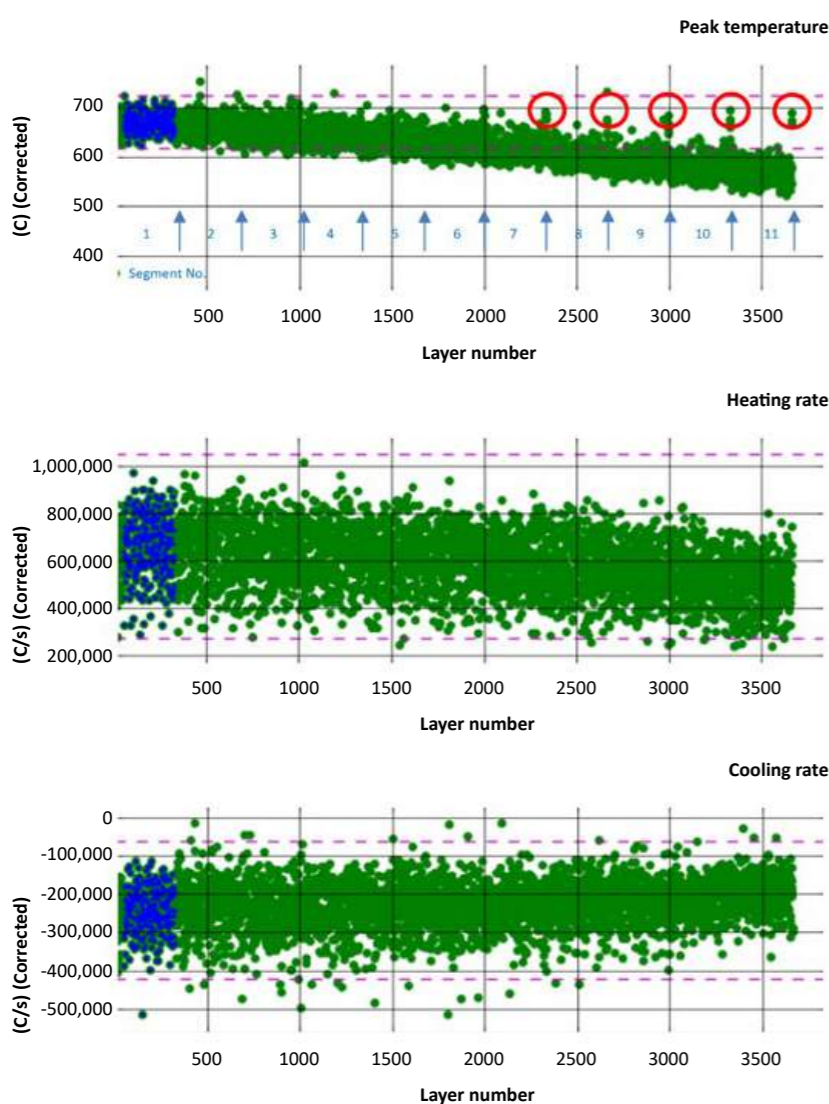 Peak temperature
(C) (Corrected)
700
600
500
400
1 2 3 4 5 6 7 8 9 10 11
Segment No.
500 1000 1500 2000 2500 3000 3500
Layer number
Heating rate
(C/s) (Corrected)
1,000,000
800,000
600,000
400,000
200,000
500 1000 1500 2000 2500 3000 3500
Layer number
Cooling rate
(C/s) (Corrected)
0
-100,000
-200,000
-300,000
-400,000
-500,000
500 1000 1500 2000 2500 3000 3500
Layer number